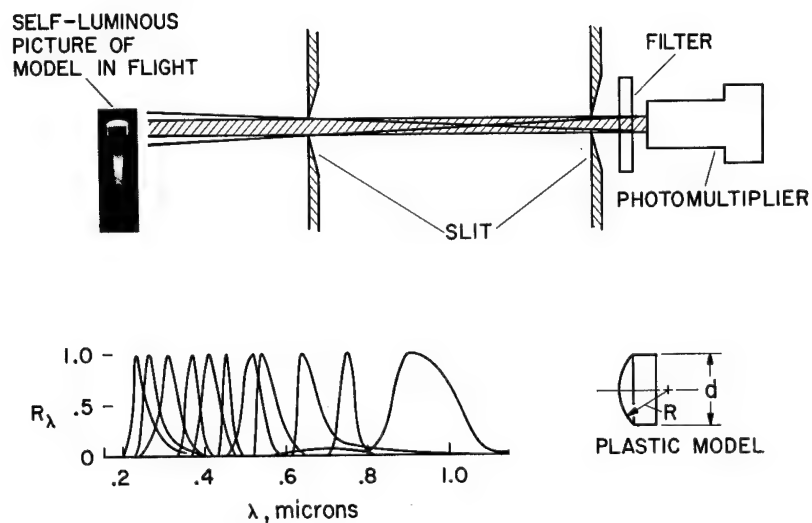 SELF-LUMINOUS
PICTURE OF
MODEL IN FLIGHT
FILTER
PHOTOMULTIPLIER
SLIT
1.0
Rλ .5
0
.2 .4 .6 .8 1.0
λ, microns
d
R
PLASTIC MODEL